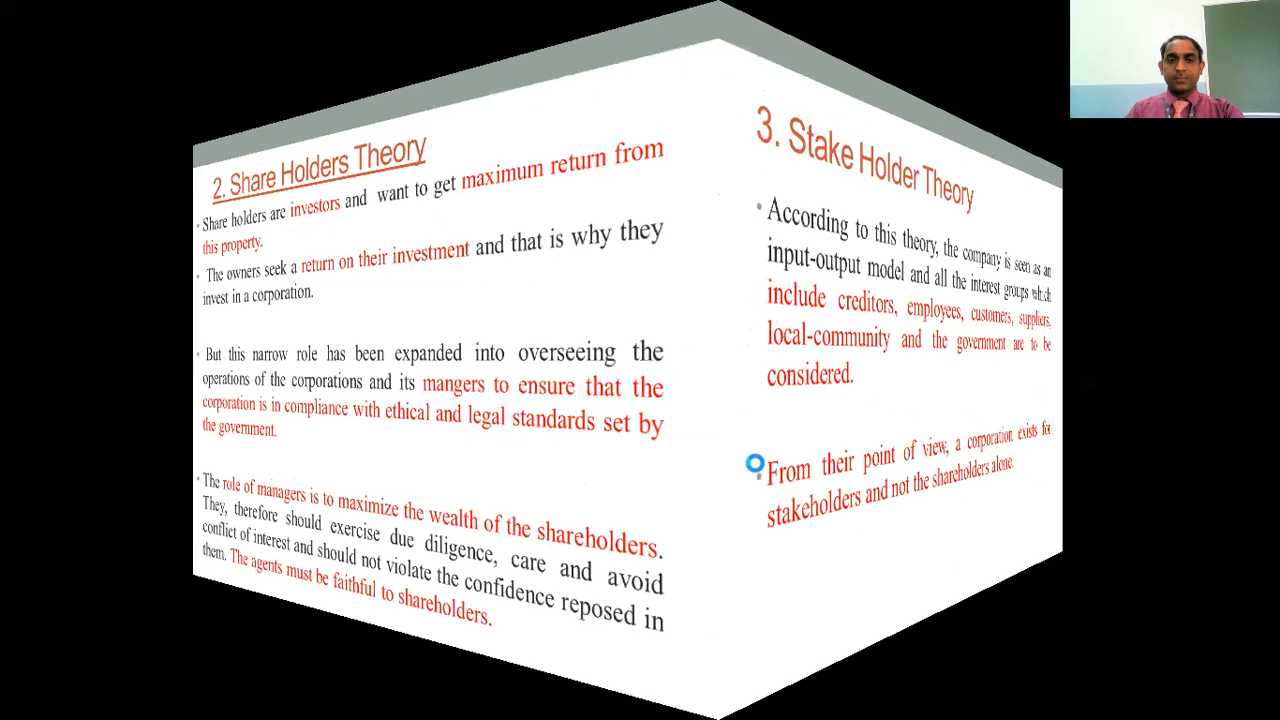 2. Share Holders Theory
Share holders are investors and want to get maximum return from
this property.
The owners seek a return on their investment and that is why they
invest in a corporation.
But this narrow role has been expanded into overseeing the
operations of the corporations and its mangers to ensure that the
corporation is in compliance with ethical and legal standards set by
the government.
The role of managers is to maximize the wealth of the shareholders.
They, therefore should exercise due diligence, care and avoid
conflict of interest and should not violate the confidence reposed in
them. The agents must be faithful to shareholders.
3. Stake Holder Theory
According to this theory, the company is seen as an
input-output model and all the interest groups which
include creditors, employees, customers, suppliers,
local-community and the government are to be
considered.
From their point of view, a corporation exists for
stakeholders and not the shareholders alone.